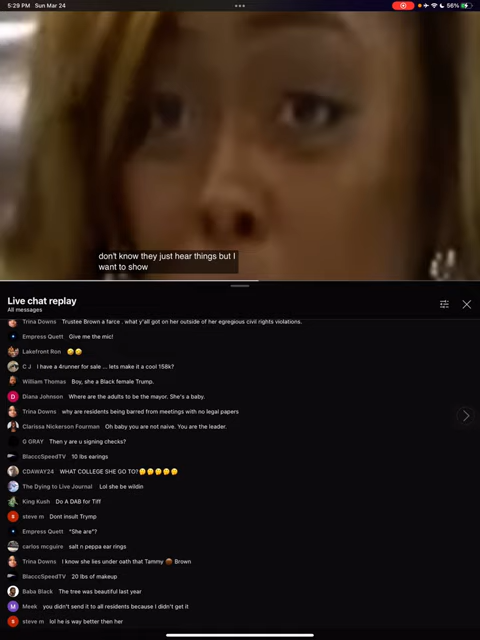 5:29 PM Sun Mar 24
56%
don't know they just hear things but I
want to show
Live chat replay
All messages
Trina Downs Trustee Brown a farce . what y'all got on her outside of her egregious civil rights violations.
Empress Quett Give me the mic!
Lakefront Ron 🤣🤣
C J I have a 4runner for sale ... lets make it a cool 158k?
William Thomas Boy, she a Black female Trump.
D Diana Johnson Where are the adults to be the mayor. She's a baby.
Trina Downs why are residents being barred from meetings with no legal papers
Clarissa Nickerson Fourman Oh baby you are not naive. You are the leader.
G GRAY Then y are u signing checks?
BlacccSpeedTV 10 lbs earings
CDAWAY24 WHAT COLLEGE SHE GO TO?🤔🤔🤔🤔🤔
The Dying to Live Journal Lol she be wildin
King Kush Do A DAB for Tiff
s steve m Dont insult Trymp
Empress Quett "She are"?
carlos mcguire salt n peppa ear rings
Trina Downs I know she lies under oath that Tammy Brown
BlacccSpeedTV 20 lbs of makeup
Baba Black The tree was beautiful last year
M Meek you didn't send it to all residents because I didn't get it
s steve m lol he is way better then her